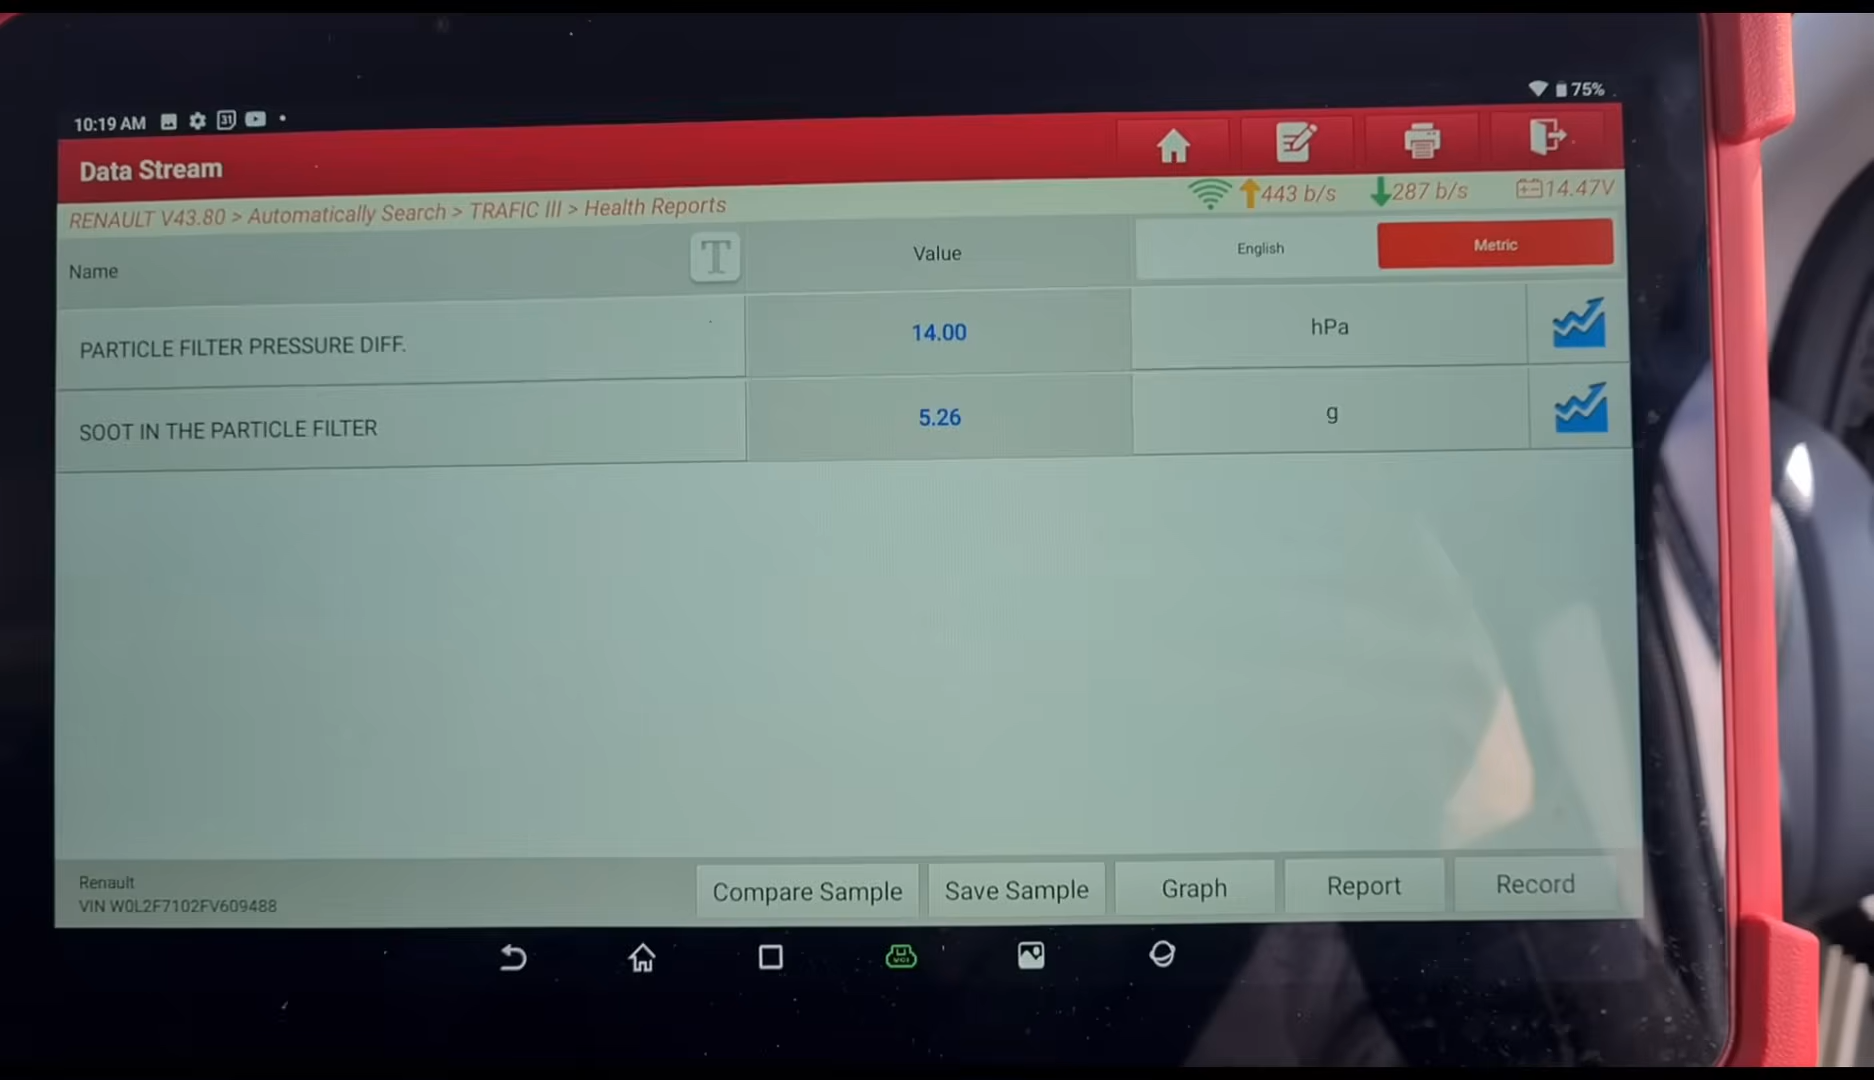 10:19 AM 31 75%
Data Stream
RENAULT V43.80 > Automatically Search > TRAFIC III > Health Reports 443 b/s 287 b/s 14.47V
Name T Value English Metric
PARTICLE FILTER PRESSURE DIFF. 14.00 hPa
SOOT IN THE PARTICLE FILTER 5.26 g
Renault
VIN W0L2F7102FV609488
Compare Sample Save Sample Graph Report Record
VCI